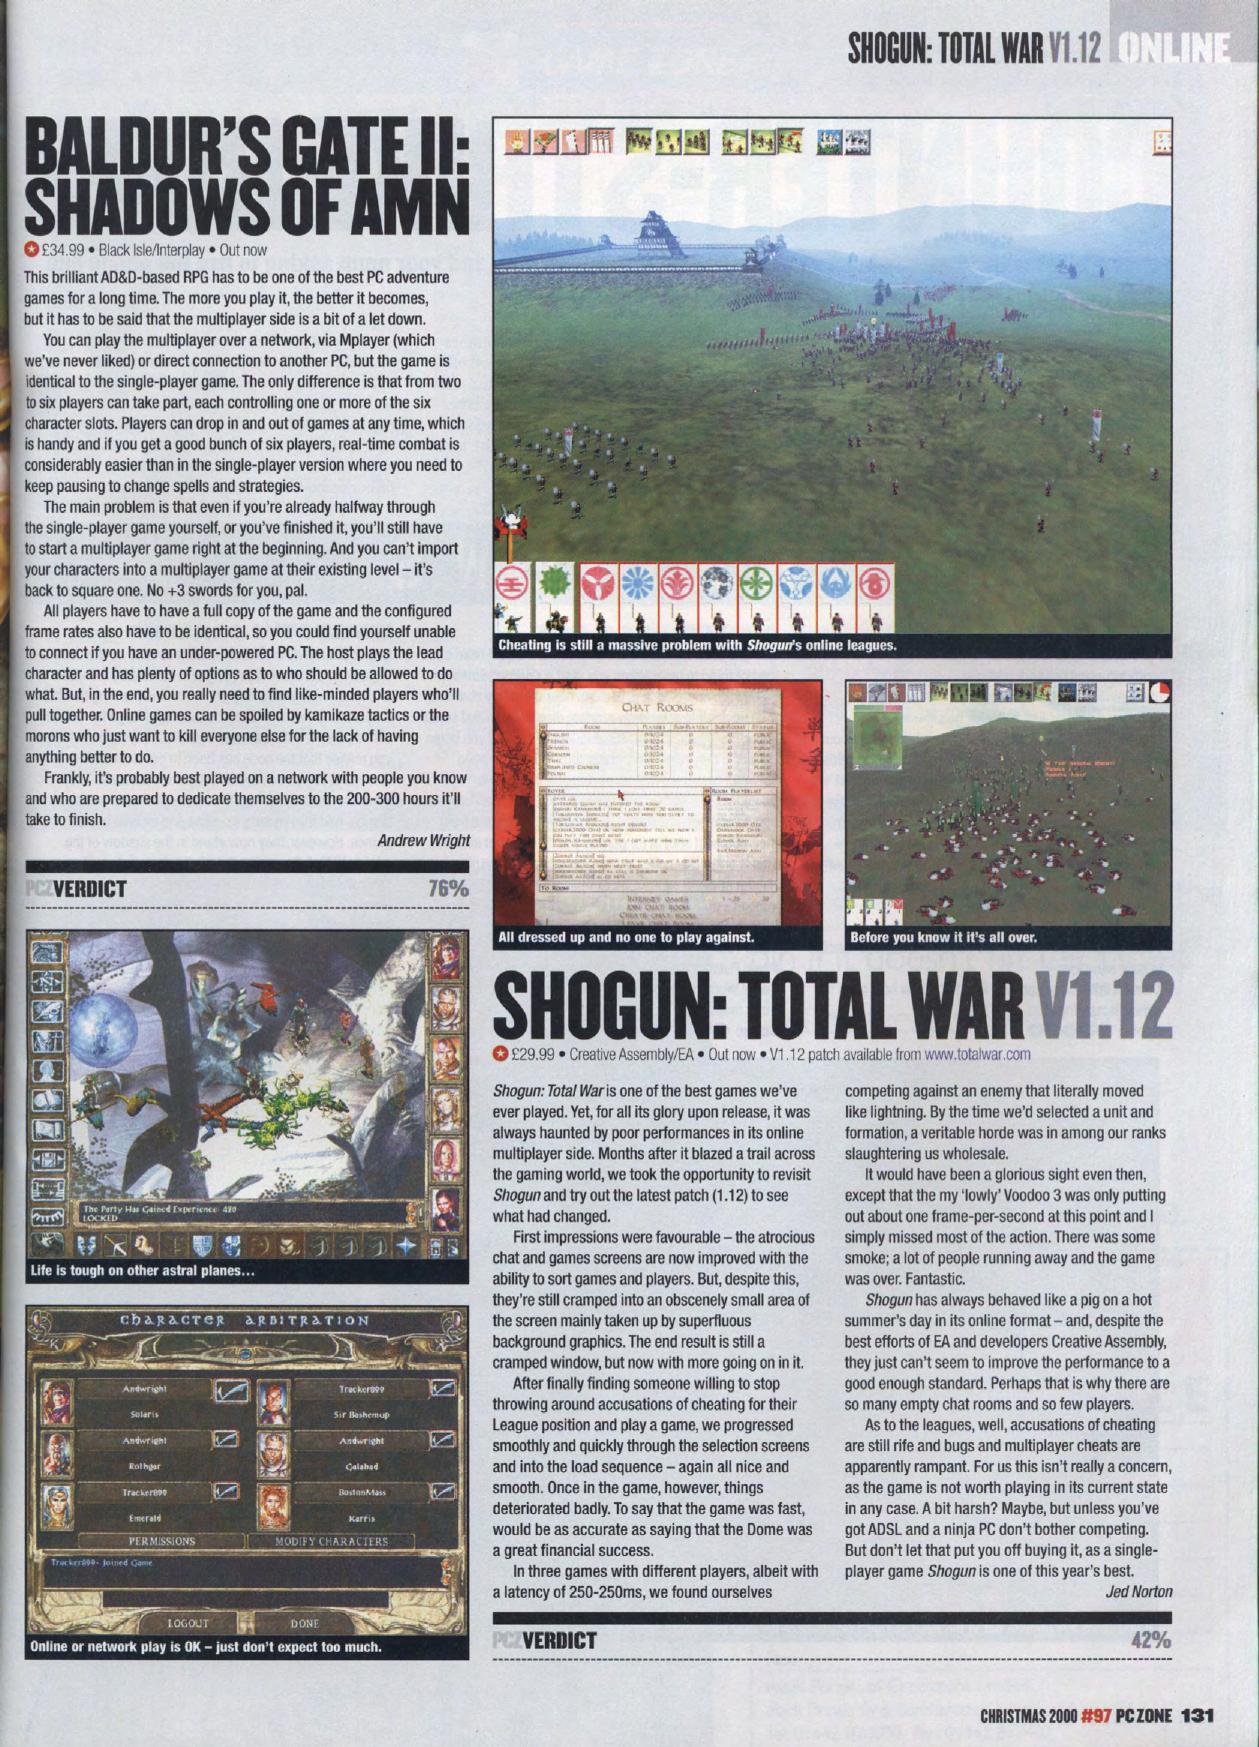 SHOGUN: TOTAL WAR V1.12 ONLINE
BALDUR'S GATE II:
SHADOWS OF AMN
£34.99 • Black Isle/Interplay • Out now
This brilliant AD&D-based RPG has to be one of the best PC adventure
games for a long time. The more you play it, the better it becomes,
but it has to be said that the multiplayer side is a bit of a let down.
You can play the multiplayer over a network, via Mplayer (which
we've never liked) or direct connection to another PC, but the game is
identical to the single-player game. The only difference is that from two
to six players can take part, each controlling one or more of the six
character slots. Players can drop in and out of games at any time, which
is handy and if you get a good bunch of six players, real-time combat is
considerably easier than in the single-player version where you need to
keep pausing to change spells and strategies.
The main problem is that even if you're already halfway through
the single-player game yourself, or you've finished it, you'll still have
to start a multiplayer game right at the beginning. And you can't import
your characters into a multiplayer game at their existing level – it's
back to square one. No +3 swords for you, pal.
All players have to have a full copy of the game and the configured
frame rates also have to be identical, so you could find yourself unable
to connect if you have an under-powered PC. The host plays the lead
character and has plenty of options as to who should be allowed to do
what. But, in the end, you really need to find like-minded players who'll
pull together. Online games can be spoiled by kamikaze tactics or the
morons who just want to kill everyone else for the lack of having
anything better to do.
Frankly, it's probably best played on a network with people you know
and who are prepared to dedicate themselves to the 200-300 hours it'll
take to finish.
Andrew Wright
PCZVERDICT 76%
The Party Has Gained Experience: 480
LOCKED
Life is tough on other astral planes...
CHARACTER ARBITRATION
Andwright
Solaris
Tracker899
Sir Bashemup
Andwright
Rothgar
Andwright
Galahad
Tracker899
Emerald
BostonMass
Karris
PERMISSIONS
MODIFY CHARACTERS
Tracker899- Joined Game
LOGOUT
DONE
Online or network play is OK – just don't expect too much.
Cheating is still a massive problem with Shogun's online leagues.
CHAT ROOMS
ROOM
TO ROOM
INTERNET GAMES
JOIN CHAT ROOM
CREATE CHAT ROOM
All dressed up and no one to play against.
Before you know it it's all over.
SHOGUN: TOTAL WAR V1.12
£29.99 • Creative Assembly/EA • Out now • V1.12 patch available from www.totalwar.com
Shogun: Total War is one of the best games we've
ever played. Yet, for all its glory upon release, it was
always haunted by poor performances in its online
multiplayer side. Months after it blazed a trail across
the gaming world, we took the opportunity to revisit
Shogun and try out the latest patch (1.12) to see
what had changed.
First impressions were favourable – the atrocious
chat and games screens are now improved with the
ability to sort games and players. But, despite this,
they're still cramped into an obscenely small area of
the screen mainly taken up by superfluous
background graphics. The end result is still a
cramped window, but now with more going on in it.
After finally finding someone willing to stop
throwing around accusations of cheating for their
League position and play a game, we progressed
smoothly and quickly through the selection screens
and into the load sequence – again all nice and
smooth. Once in the game, however, things
deteriorated badly. To say that the game was fast,
would be as accurate as saying that the Dome was
a great financial success.
In three games with different players, albeit with
a latency of 250-250ms, we found ourselves
competing against an enemy that literally moved
like lightning. By the time we'd selected a unit and
formation, a veritable horde was in among our ranks
slaughtering us wholesale.
It would have been a glorious sight even then,
except that the my 'lowly' Voodoo 3 was only putting
out about one frame-per-second at this point and I
simply missed most of the action. There was some
smoke; a lot of people running away and the game
was over. Fantastic.
Shogun has always behaved like a pig on a hot
summer's day in its online format – and, despite the
best efforts of EA and developers Creative Assembly,
they just can't seem to improve the performance to a
good enough standard. Perhaps that is why there are
so many empty chat rooms and so few players.
As to the leagues, well, accusations of cheating
are still rife and bugs and multiplayer cheats are
apparently rampant. For us this isn't really a concern,
as the game is not worth playing in its current state
in any case. A bit harsh? Maybe, but unless you've
got ADSL and a ninja PC don't bother competing.
But don't let that put you off buying it, as a single-
player game Shogun is one of this year's best.
Jed Norton
PCZVERDICT 42%
CHRISTMAS 2000 #97 PC ZONE 131